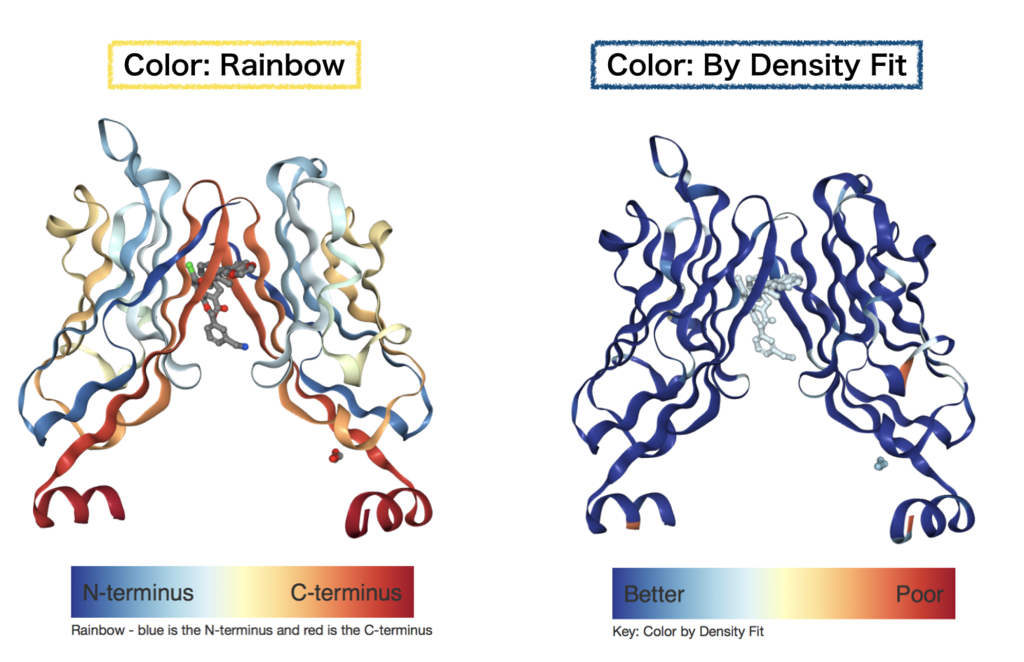 Color: Rainbow
Color: By Density Fit
N-terminus
C-terminus
Rainbow - blue is the N-terminus and red is the C-terminus
Better
Poor
Key: Color by Density Fit